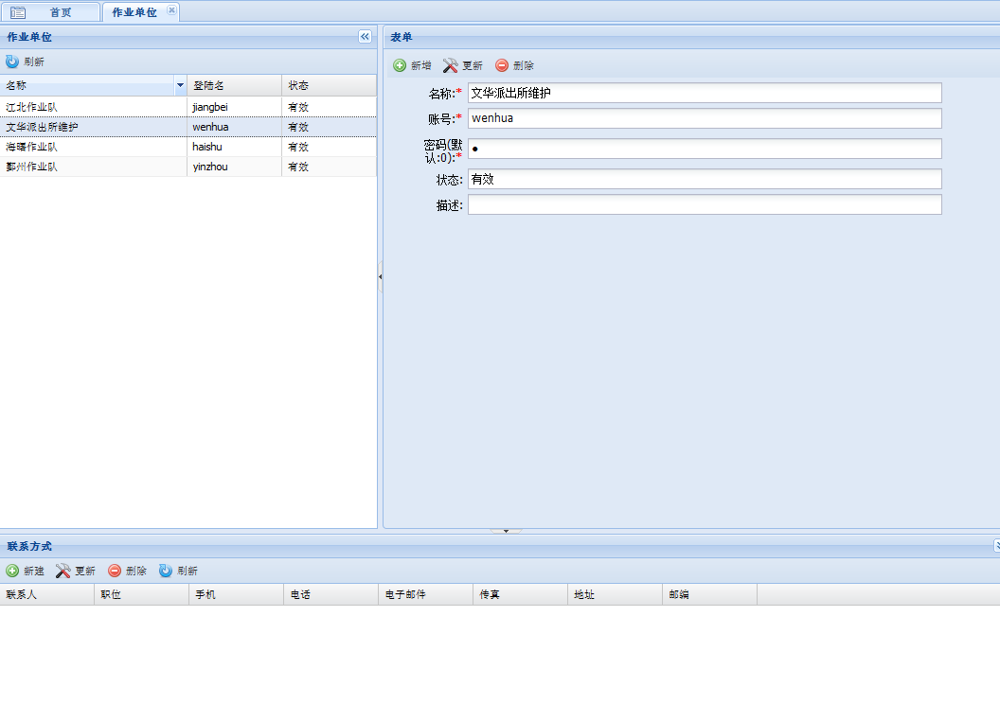 首页 作业单位
作业单位
刷新
名称 登陆名 状态
江北作业队 jiangbei 有效
文华派出所维护 wenhua 有效
海曙作业队 haishu 有效
鄞州作业队 yinzhou 有效
表单
新增 更新 删除
名称:* 文华派出所维护
账号:* wenhua
密码(默
认:0):* ●
状态: 有效
描述:
联系方式
新建 更新 删除 刷新
联系人 职位 手机 电话 电子邮件 传真 地址 邮编